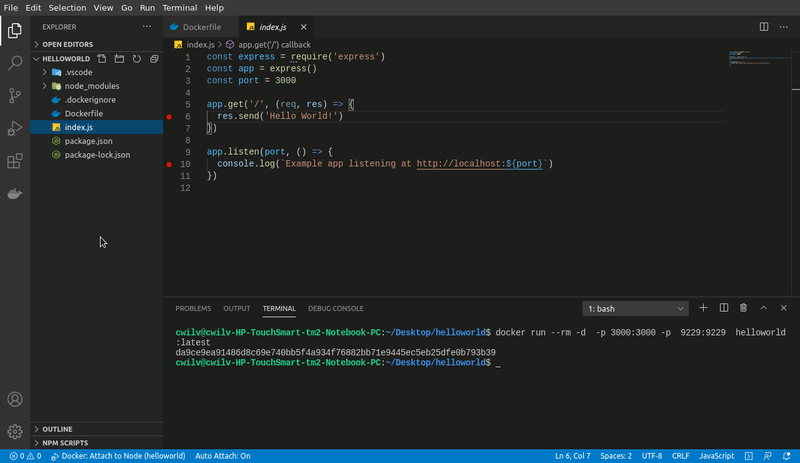 File Edit Selection View Go Run Terminal Help
EXPLORER
OPEN EDITORS
HELLOWORLD
.vscode
node_modules
.dockerignore
Dockerfile
index.js
package.json
package-lock.json
OUTLINE
NPM SCRIPTS
Dockerfile index.js
index.js > app.get('/') callback
1 const express = require('express')
2 const app = express()
3 const port = 3000
4
5 app.get('/', (req, res) => {
6 res.send('Hello World!')
7 })
8
9 app.listen(port, () => {
10 console.log(`Example app listening at http://localhost:${port}`)
11 })
12
PROBLEMS OUTPUT TERMINAL DEBUG CONSOLE 1: bash
cwilv@cwilv-HP-TouchSmart-tm2-Notebook-PC:~/Desktop/helloworld$ docker run --rm -d -p 3000:3000 -p 9229:9229 helloworld
:latest
da9ce9ea91486d8c69e740bb5f4a934f76882bb71e9445ec5eb25dfe0b793b39
cwilv@cwilv-HP-TouchSmart-tm2-Notebook-PC:~/Desktop/helloworld$
0 0 Docker: Attach to Node (helloworld) Auto Attach: On Ln 6, Col 7 Spaces: 2 UTF-8 CRLF JavaScript